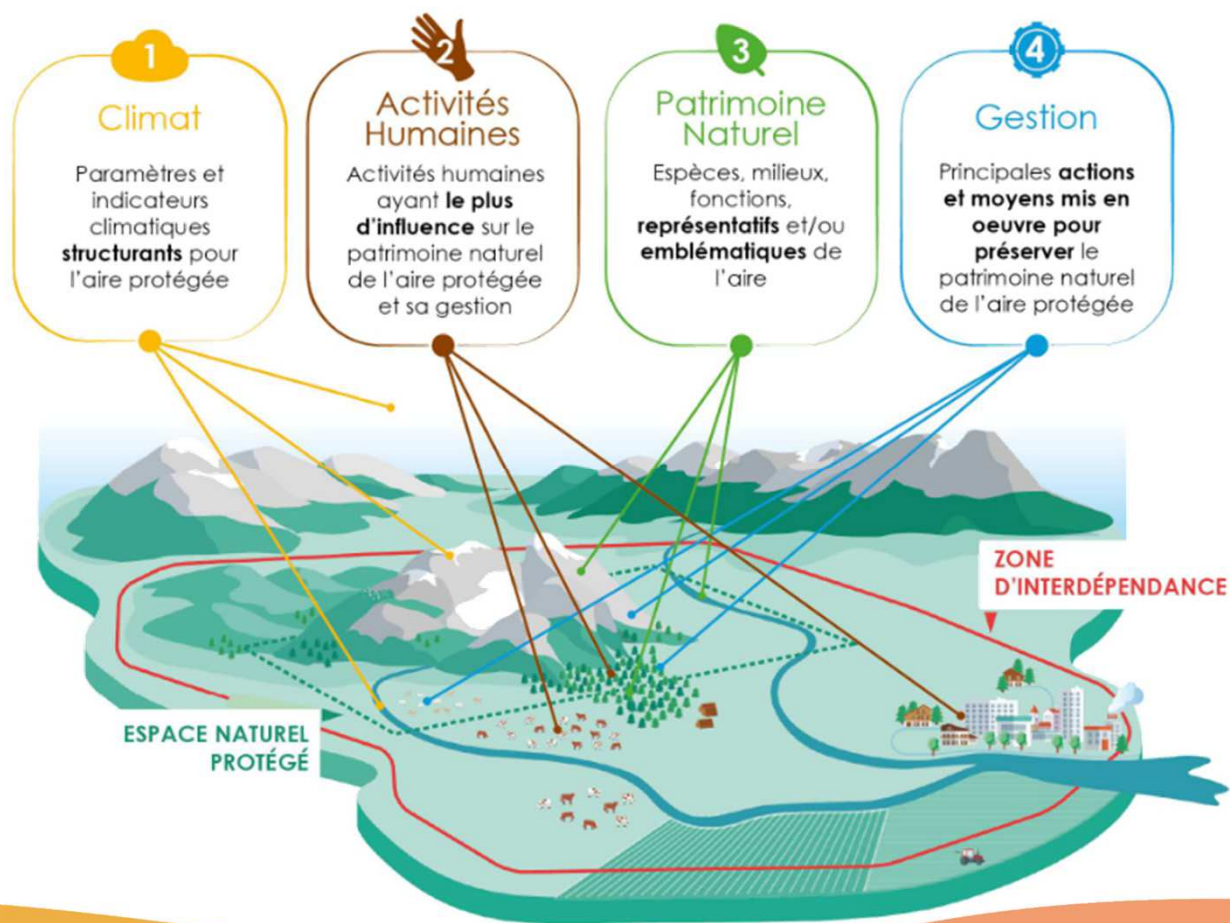 1
Climat
Paramètres et
indicateurs
climatiques
structurants pour
l'aire protégée
2
Activités
Humaines
Activités humaines
ayant le plus
d'influence sur le
patrimoine naturel
de l'aire protégée
et sa gestion
3
Patrimoine
Naturel
Espèces, milieux,
fonctions,
représentatifs et/ou
emblématiques de
l'aire
4
Gestion
Principales actions
et moyens mis en
oeuvre pour
préserver le
patrimoine naturel
de l'aire protégée
ZONE
D'INTERDÉPENDANCE
ESPACE NATUREL
PROTÉGÉ